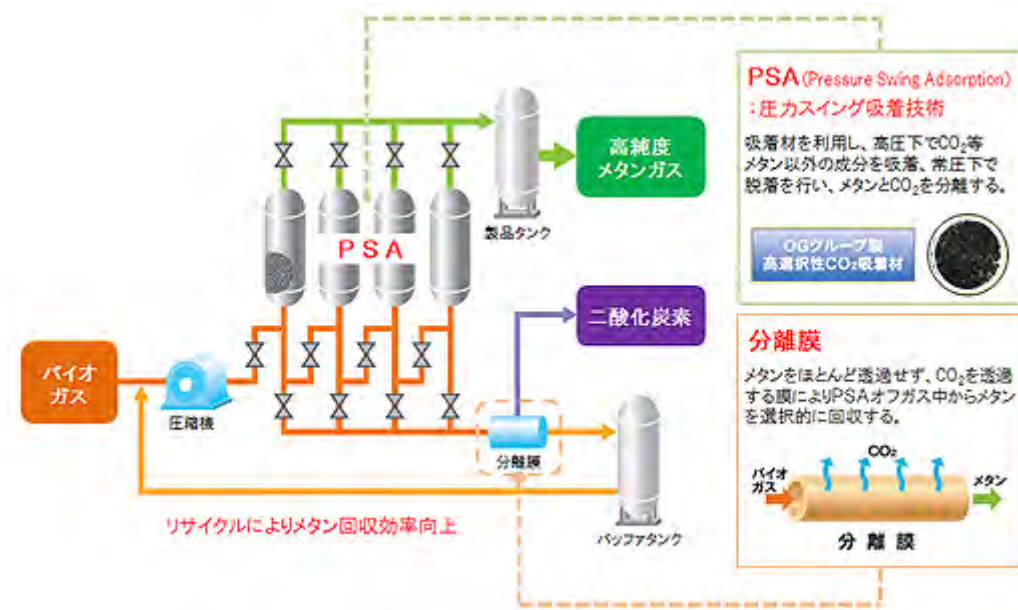 PSA
高純度
メタンガス
製品タンク
二酸化炭素
バイオ
ガス
圧縮機
分離膜
バッファタンク
リサイクルによりメタン回収効率向上
PSA(Pressure Swing Adsorption)
:圧力スイング吸着技術
吸着材を利用し、高圧下でCO₂等
メタン以外の成分を吸着、常圧下で
脱着を行い、メタンとCO₂を分離する。
OGグループ製
高選択性CO₂吸着材
分離膜
メタンをほとんど透過せず、CO₂を透過
する膜によりPSAオフガス中からメタン
を選択的に回収する。
CO₂
バイオ
ガス
メタン
分離膜